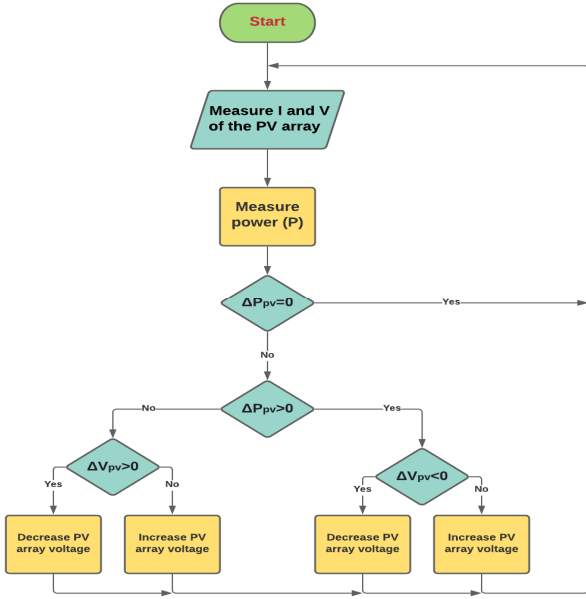 Start
Measure I and V
of the PV array
Measure
power (P)
ΔPpv=0
Yes
No
ΔPpv>0
No
Yes
ΔVpv>0
ΔVpv<0
Yes
No
Yes
No
Decrease PV
array voltage
Increase PV
array voltage
Decrease PV
array voltage
Increase PV
array voltage